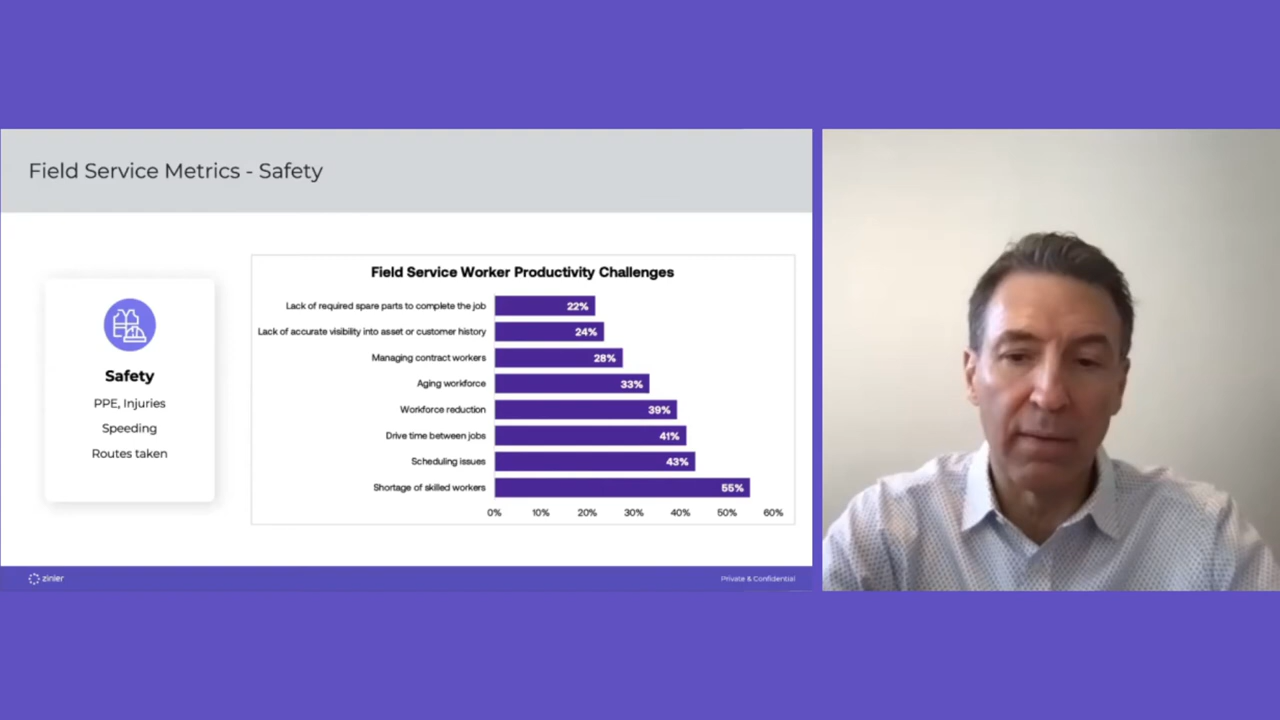 Field Service Metrics - Safety
Safety
PPE, Injuries
Speeding
Routes taken
Field Service Worker Productivity Challenges
Lack of required spare parts to complete the job 22%
Lack of accurate visibility into asset or customer history 24%
Managing contract workers 28%
Aging workforce 33%
Workforce reduction 39%
Drive time between jobs 41%
Scheduling issues 43%
Shortage of skilled workers 55%
0% 10% 20% 30% 40% 50% 60%
zinier
Private & Confidential